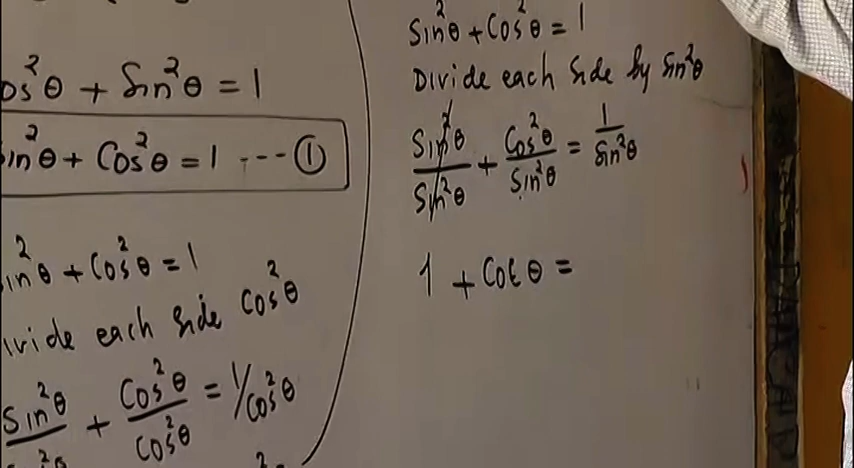 os²θ + Sin²θ = 1
in²θ + Cos²θ = 1 ---- ①
in²θ + Cos²θ = 1
ivide each side Cos²θ
Sin²θ/ + Cos²θ/Cos²θ = 1/Cos²θ
Sin²θ + Cos²θ = 1
Divide each side by Sin²θ
Sin²θ/Sin²θ + Cos²θ/Sin²θ = 1/Sin²θ
1 + Cot θ =